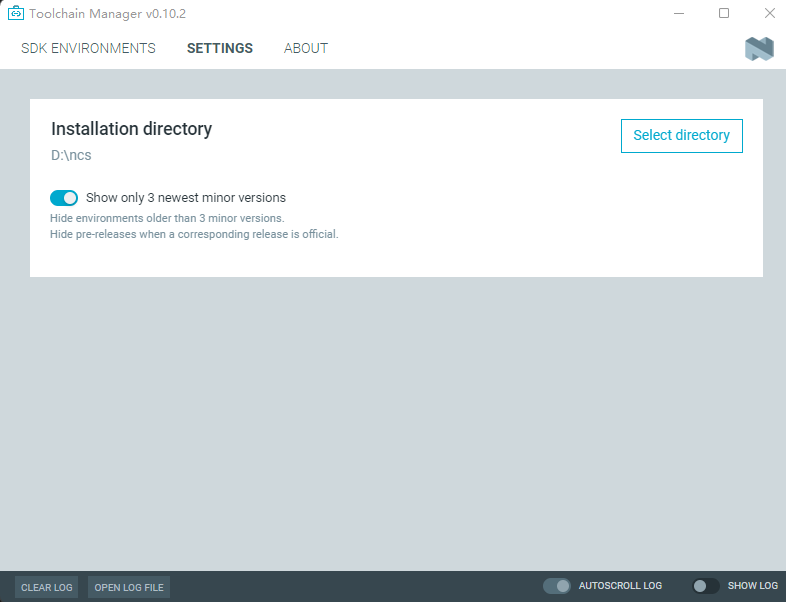 Toolchain Manager v0.10.2
SDK ENVIRONMENTS SETTINGS ABOUT
Installation directory
Select directory
D:\ncs
Show only 3 newest minor versions
Hide environments older than 3 minor versions.
Hide pre-releases when a corresponding release is official.
CLEAR LOG OPEN LOG FILE AUTOSCROLL LOG SHOW LOG